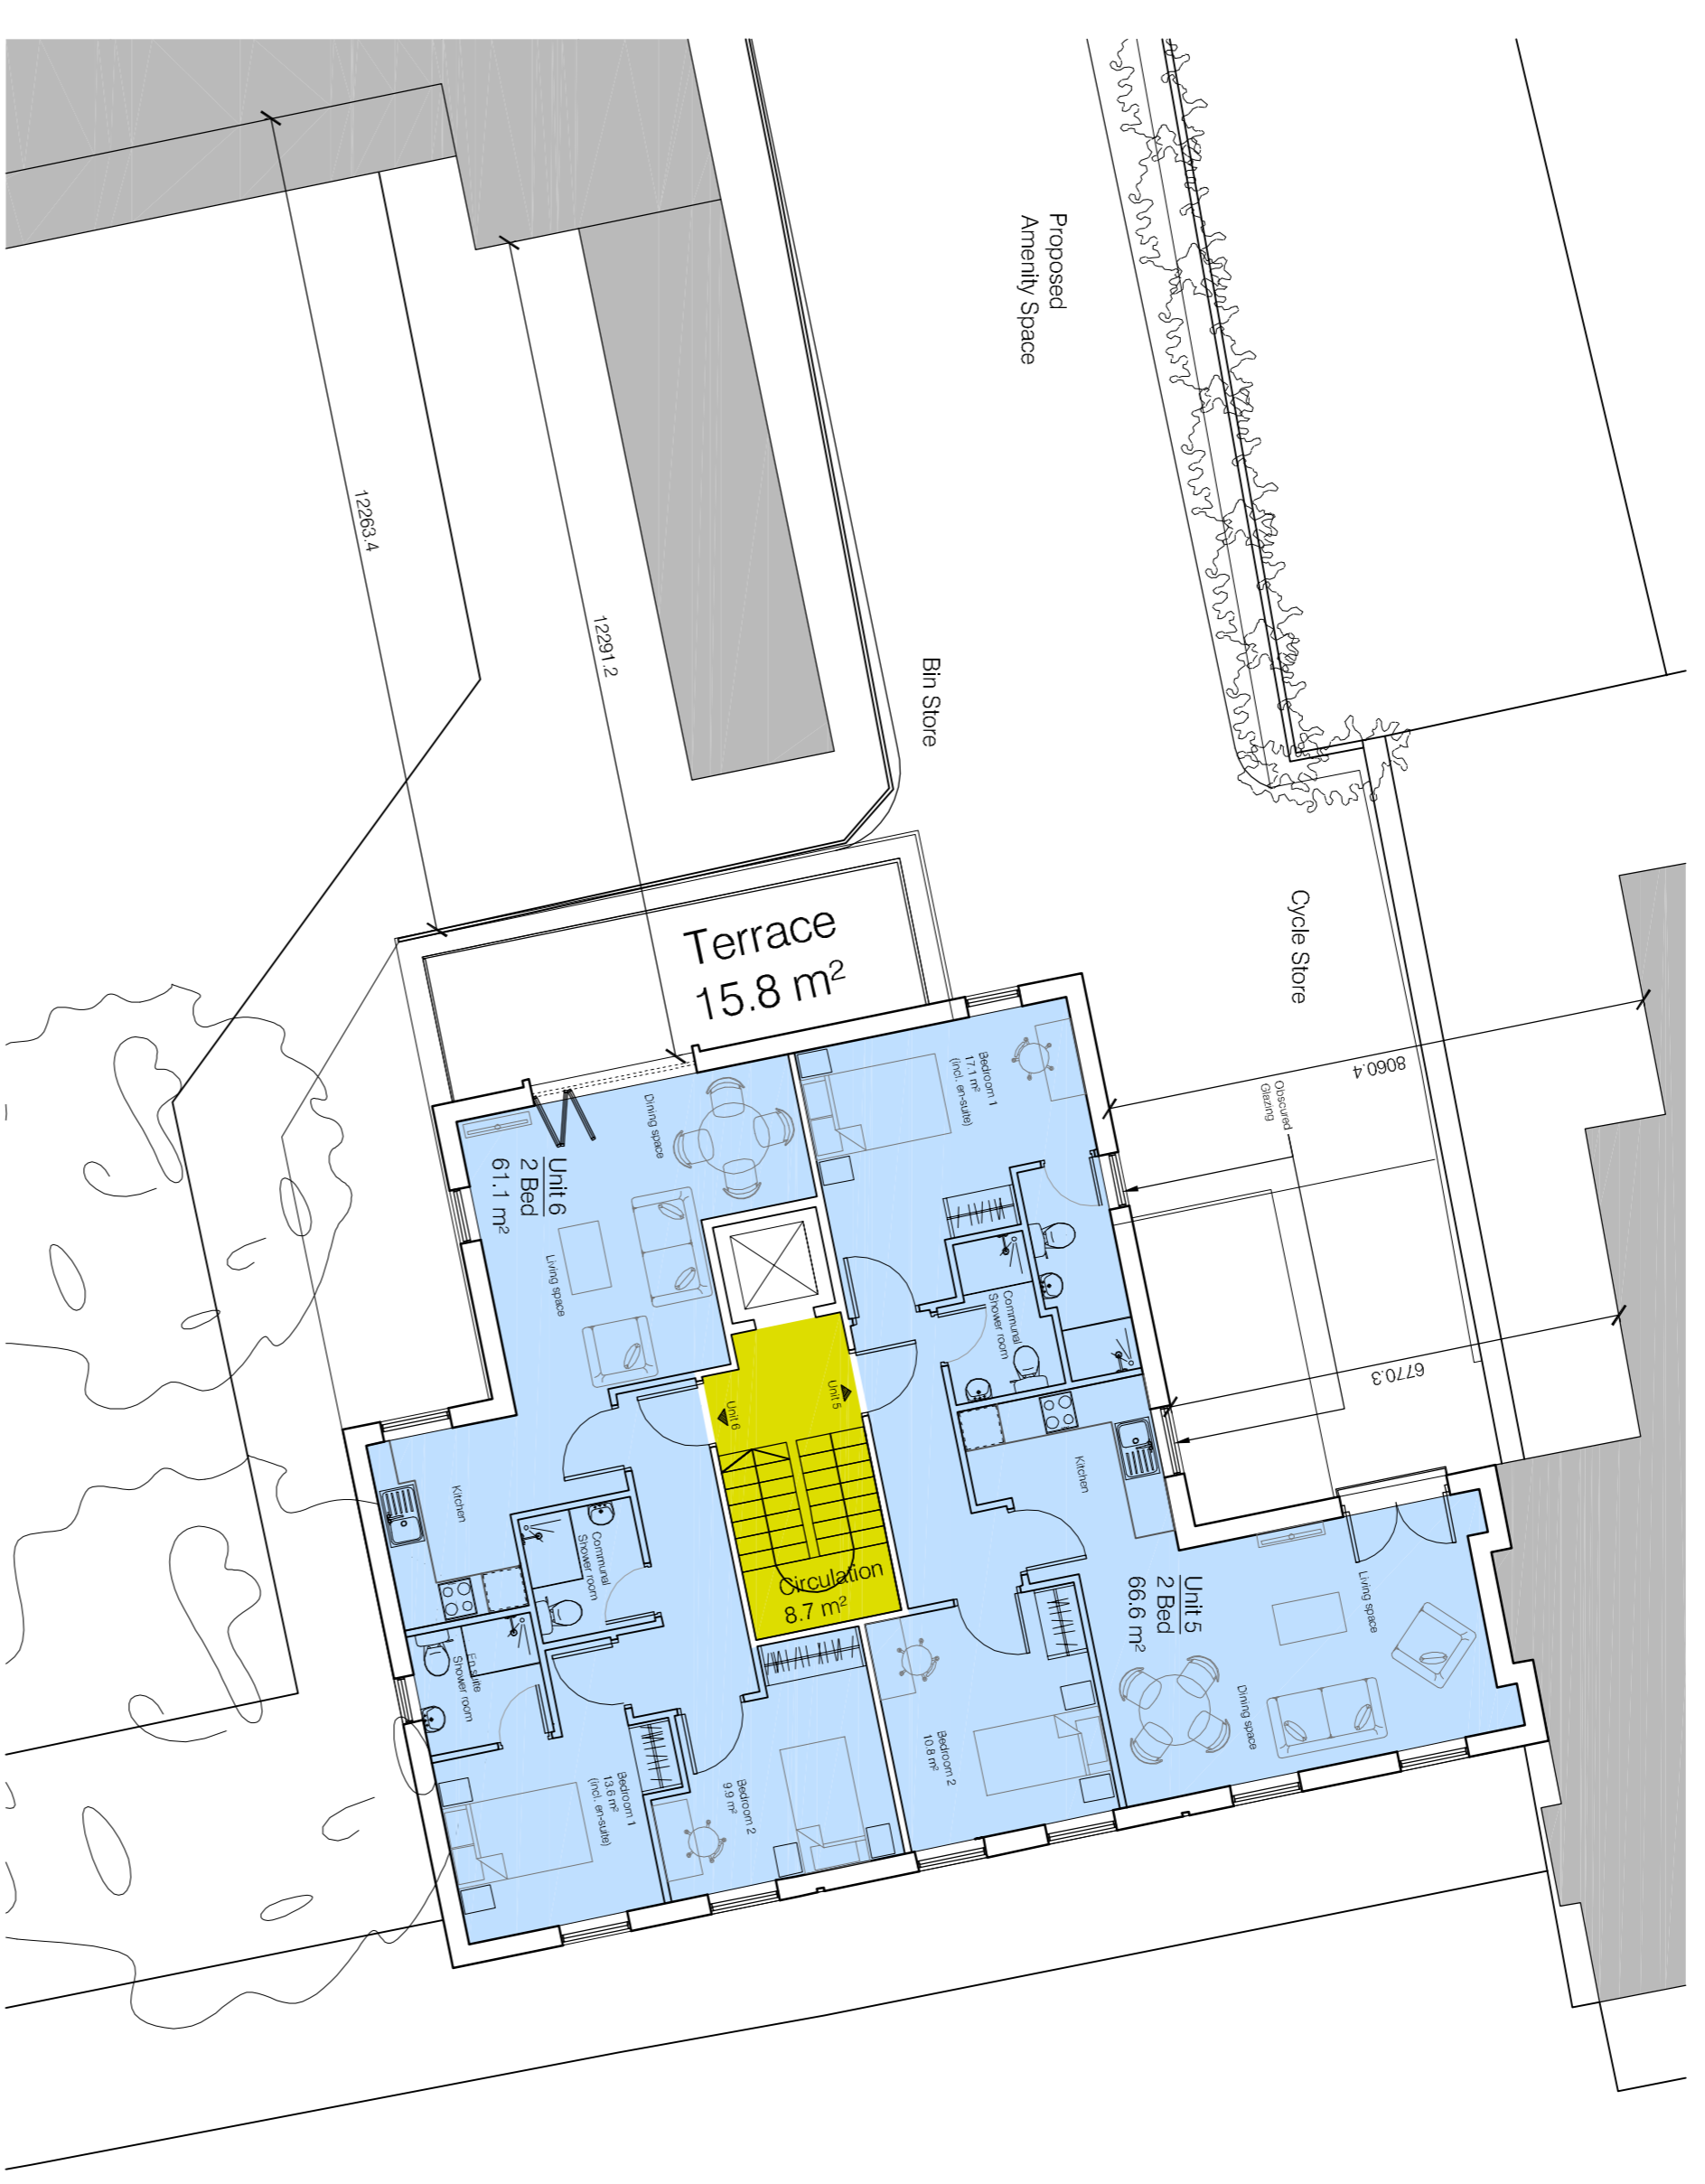 Proposed
Amenity Space
12263.4
12291.2
Bin Store
Cycle Store
8060.4
Obscured
Glazing
6770.3
Terrace
15.8 m²
Bedroom 1
17.1 m²
(incl. en-suite)
Dining space
Unit 6
2 Bed
61.1 m²
Living space
Communal
Shower room
Unit 5
Unit 6
Kitchen
Kitchen
Communal
Shower room
Circulation
8.7 m²
Unit 5
2 Bed
66.6 m²
Living space
Dining space
En suite
Shower room
Bedroom 2
10.8 m²
Bedroom 1
13.6 m²
(incl. en-suite)
Bedroom 2
9.9 m²